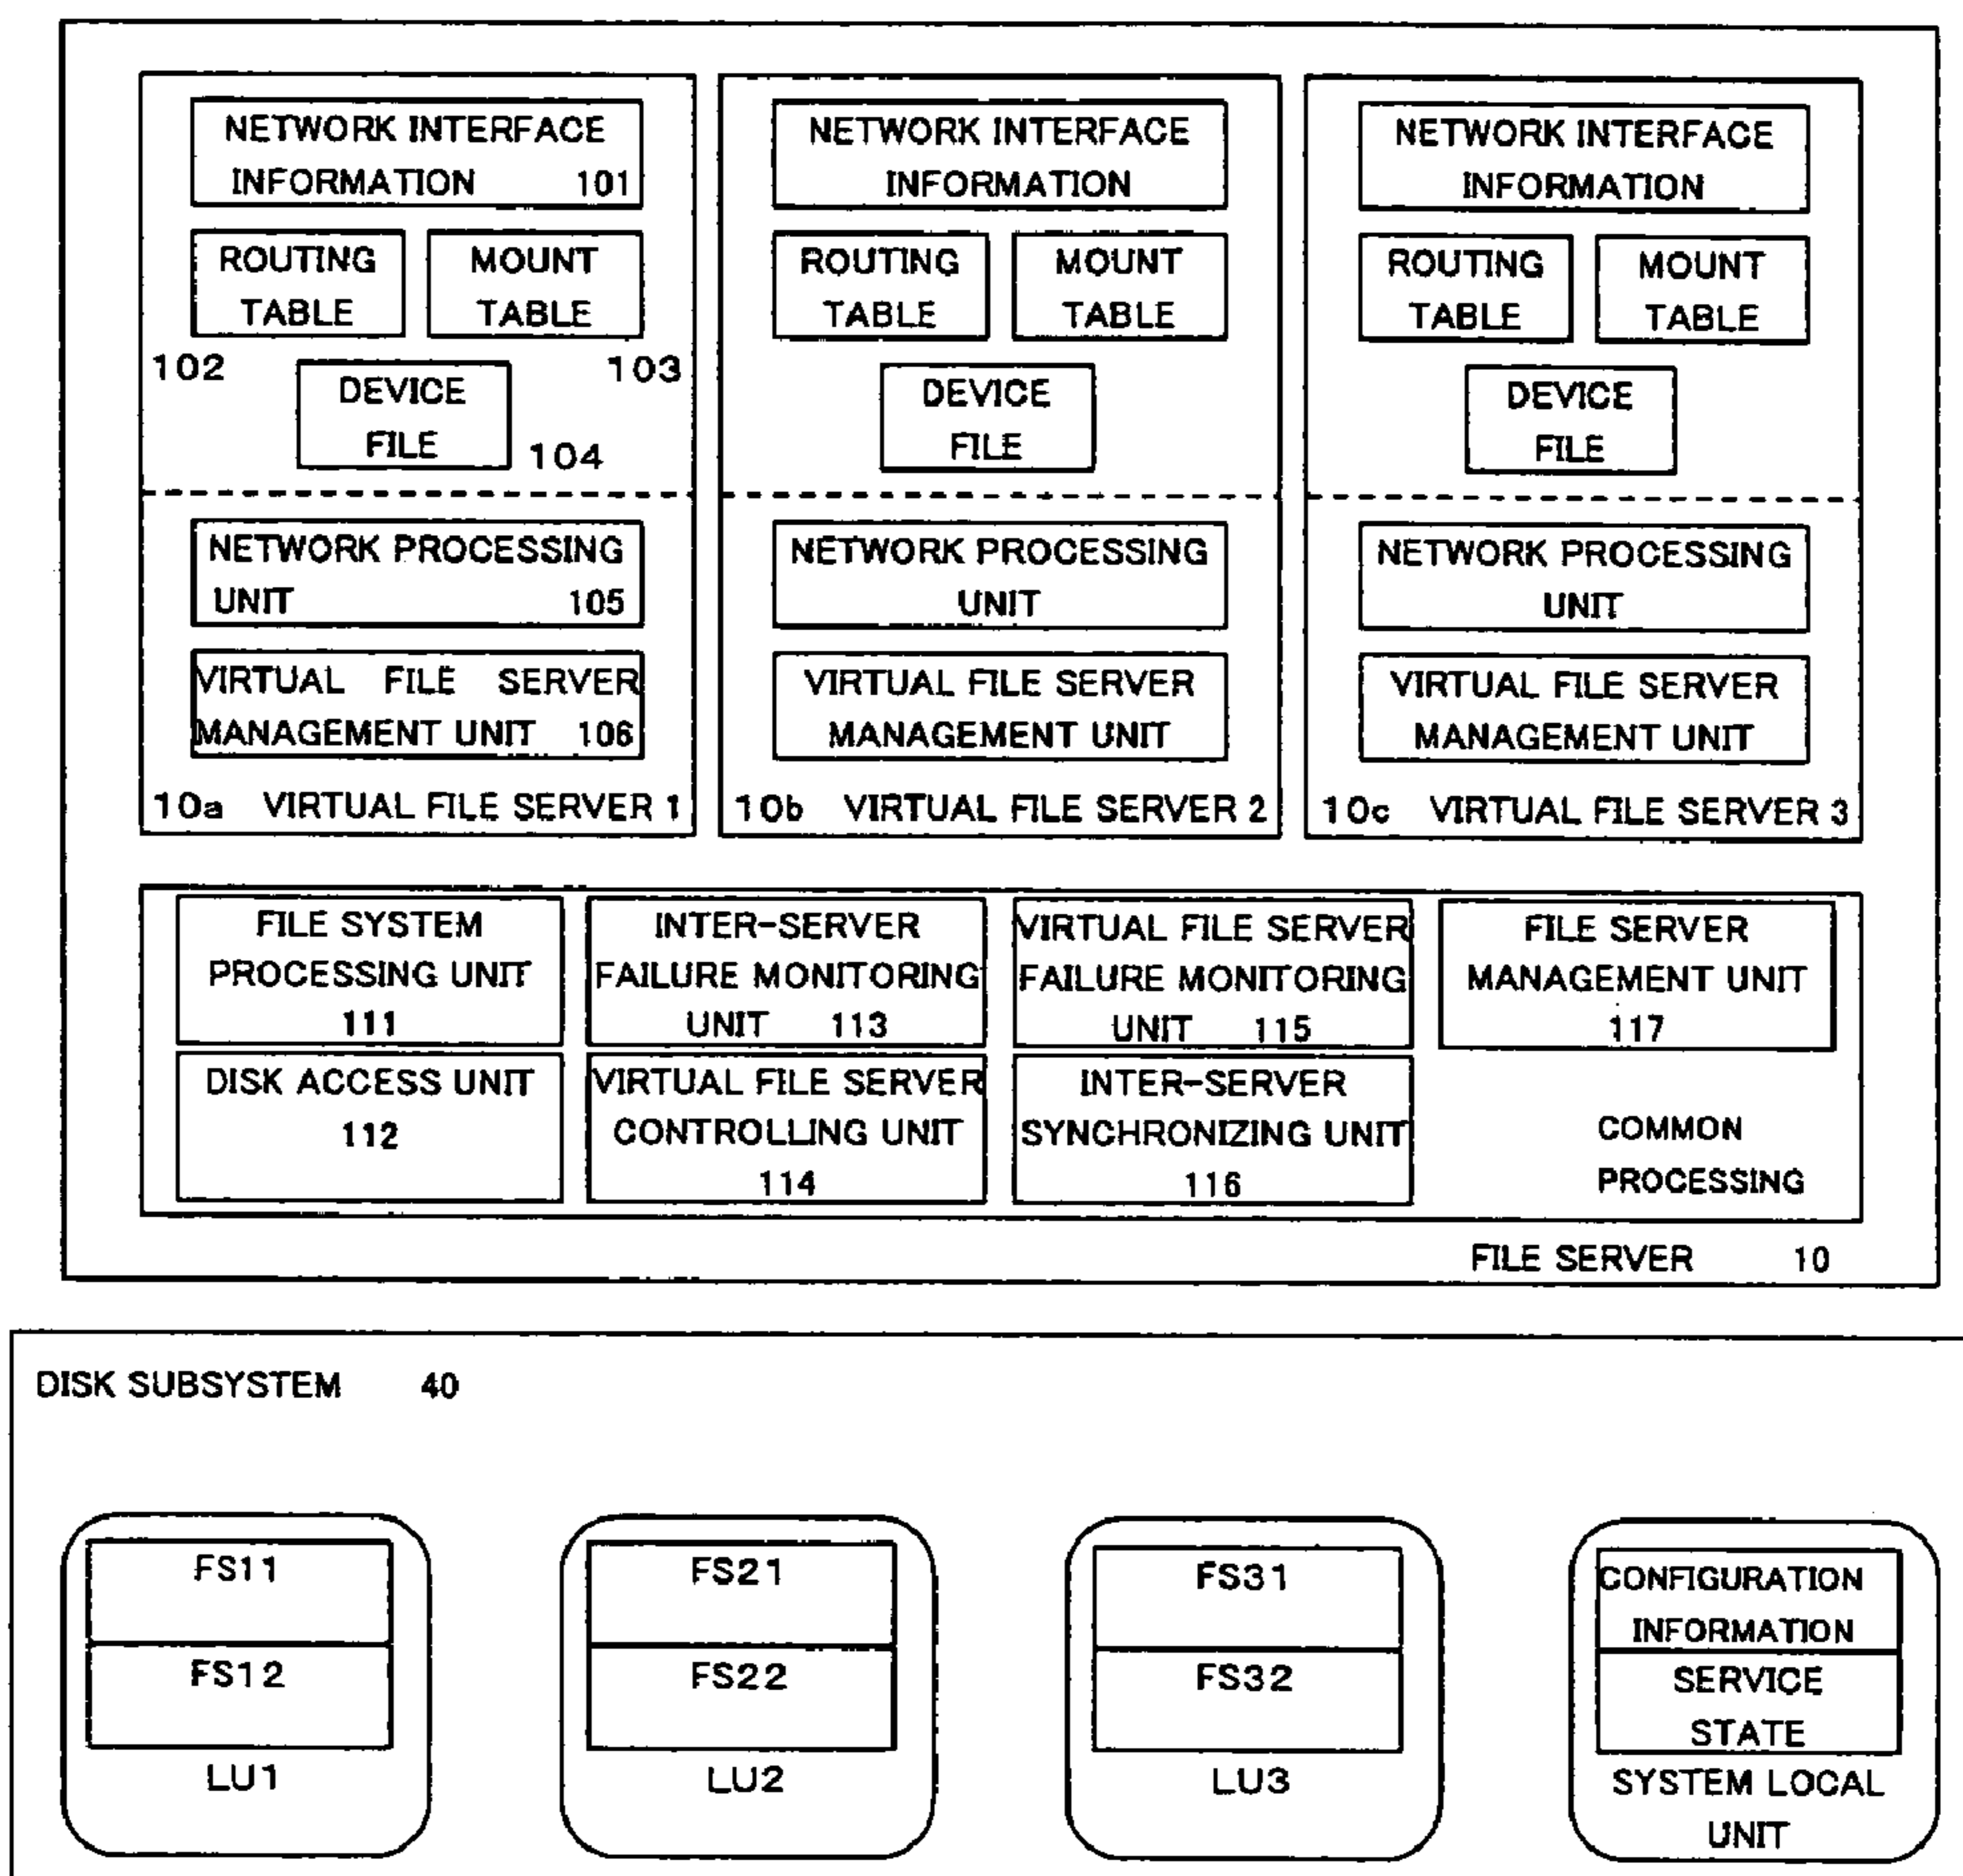 NETWORK INTERFACE
INFORMATION 101
ROUTING
TABLE
MOUNT
TABLE
102
103
DEVICE
FILE
104
NETWORK PROCESSING
UNIT 105
VIRTUAL FILE SERVER
MANAGEMENT UNIT 106
10a VIRTUAL FILE SERVER 1
NETWORK INTERFACE
INFORMATION
ROUTING
TABLE
MOUNT
TABLE
DEVICE
FILE
NETWORK PROCESSING
UNIT
VIRTUAL FILE SERVER
MANAGEMENT UNIT
10b VIRTUAL FILE SERVER 2
NETWORK INTERFACE
INFORMATION
ROUTING
TABLE
MOUNT
TABLE
DEVICE
FILE
NETWORK PROCESSING
UNIT
VIRTUAL FILE SERVER
MANAGEMENT UNIT
10c VIRTUAL FILE SERVER 3
FILE SYSTEM
PROCESSING UNIT
111
INTER-SERVER
FAILURE MONITORING
UNIT 113
VIRTUAL FILE SERVER
FAILURE MONITORING
UNIT 115
FILE SERVER
MANAGEMENT UNIT
117
DISK ACCESS UNIT
112
VIRTUAL FILE SERVER
CONTROLLING UNIT
114
INTER-SERVER
SYNCHRONIZING UNIT
116
COMMON
PROCESSING
FILE SERVER 10
DISK SUBSYSTEM 40
FS11
FS12
LU1
FS21
FS22
LU2
FS31
FS32
LU3
CONFIGURATION
INFORMATION
SERVICE
STATE
SYSTEM LOCAL
UNIT